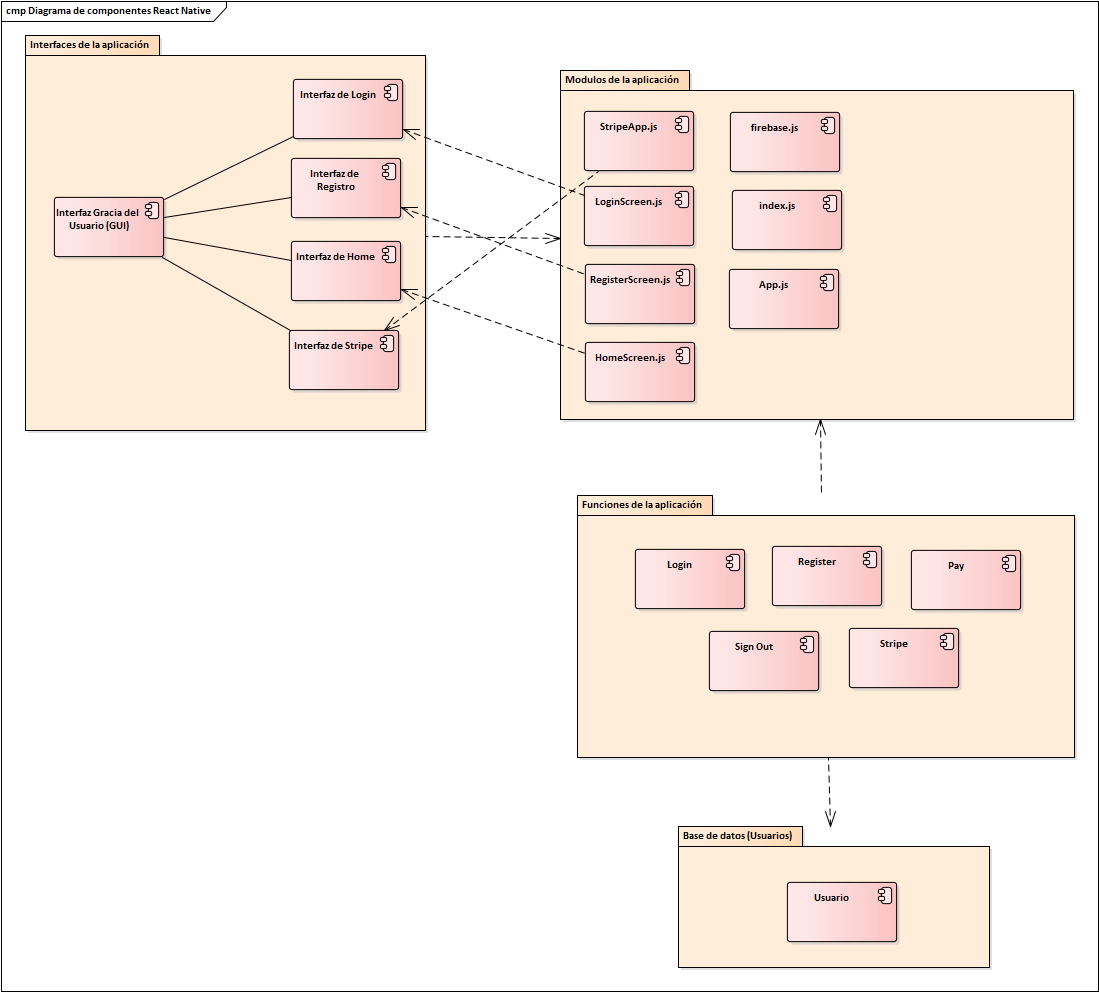 cmp Diagrama de componentes React Native
Interfaces de la aplicación
Interfaz de Login
Interfaz de
Registro
Interfaz Gracia del
Usuario (GUI)
Interfaz de Home
Interfaz de Stripe
Modulos de la aplicación
StripeApp.js
firebase.js
LoginScreen.js
index.js
RegisterScreen.js
App.js
HomeScreen.js
Funciones de la aplicación
Login
Register
Pay
Sign Out
Stripe
Base de datos (Usuarios)
Usuario